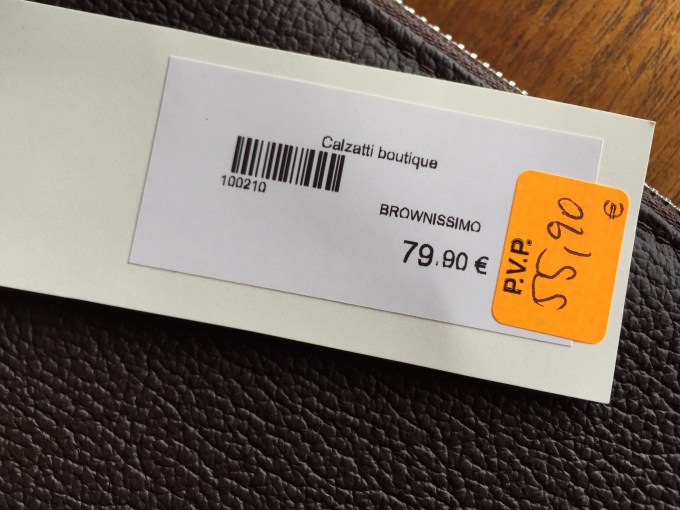 Calzatti boutique
100210
BROWNISSIMO
79.90 €
P.V.P.
55,90
€